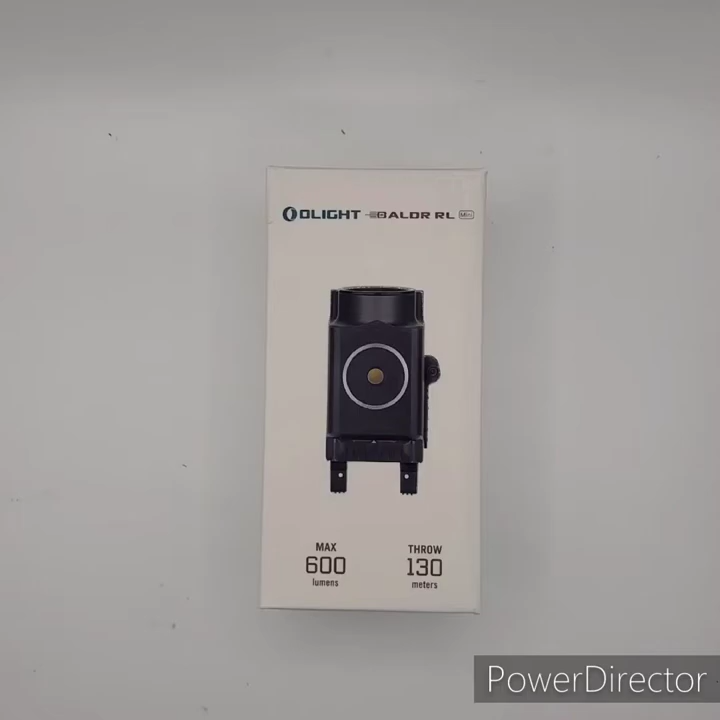 OLIGHT BALDR RL Mini
MAX
600
lumens
THROW
130
meters
PowerDirector